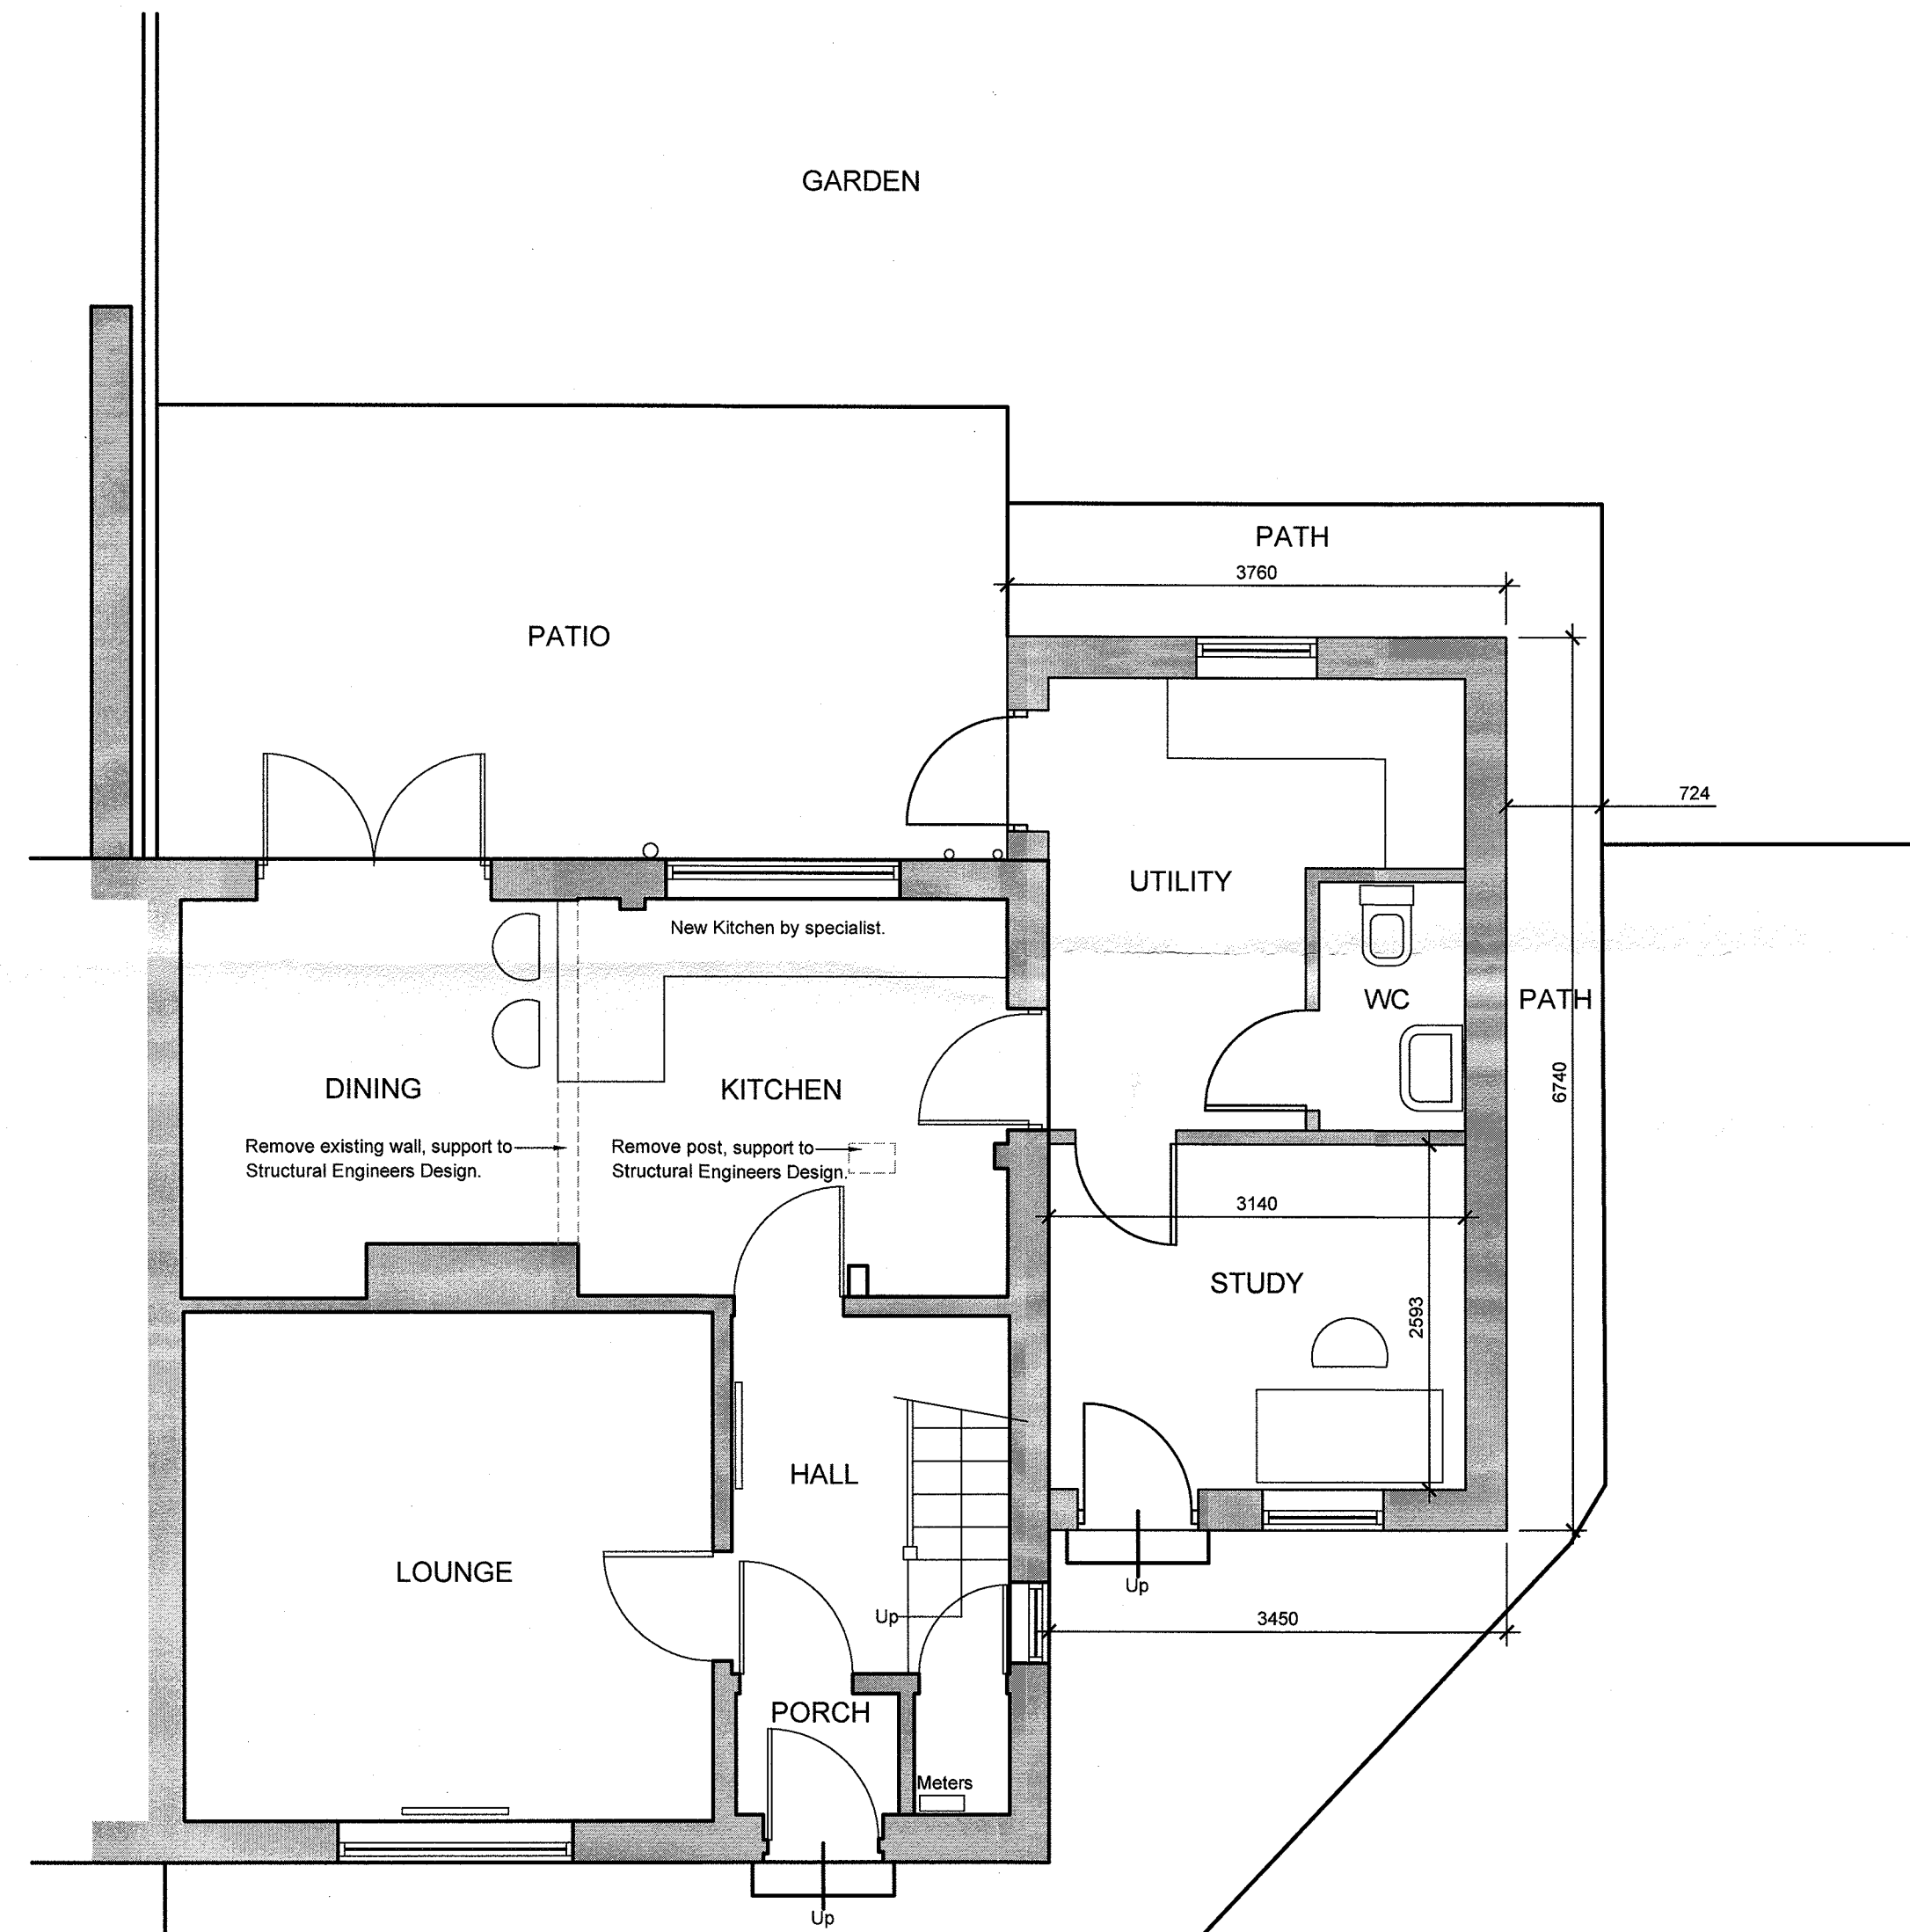 GARDEN
PATH
3760
PATIO
724
UTILITY
New Kitchen by specialist.
WC
PATH
DINING
KITCHEN
6740
Remove existing wall, support to
Structural Engineers Design.
Remove post, support to
Structural Engineers Design.
3140
STUDY
2593
HALL
LOUNGE
Up
Up
3450
PORCH
Meters
Up